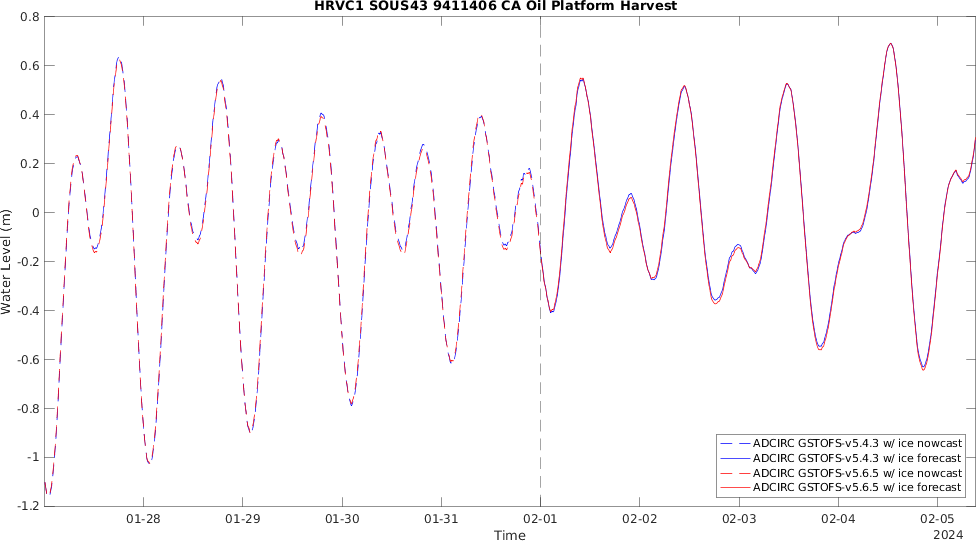 HRVC1 SOUS43 9411406 CA Oil Platform Harvest
0.8
0.6
0.4
0.2
0
-0.2
-0.4
-0.6
-0.8
-1
-1.2
Water Level (m)
ADCIRC GSTOFS-v5.4.3 w/ ice nowcast
ADCIRC GSTOFS-v5.4.3 w/ ice forecast
ADCIRC GSTOFS-v5.6.5 w/ ice nowcast
ADCIRC GSTOFS-v5.6.5 w/ ice forecast
01-28 01-29 01-30 01-31 02-01 02-02 02-03 02-04 02-05
Time
2024